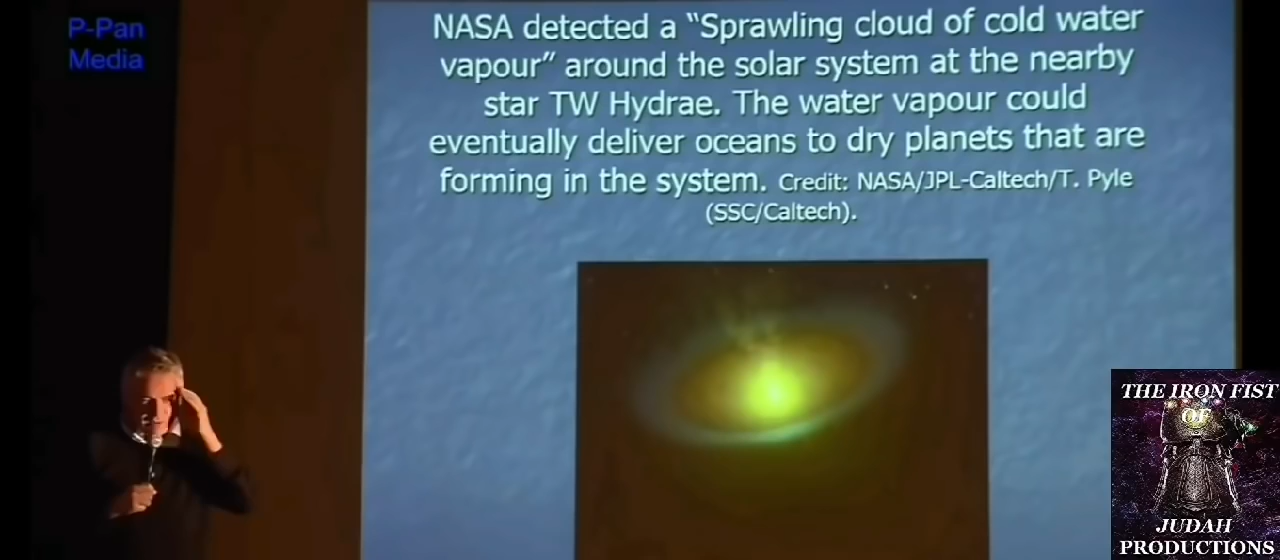 P-Pan
Media
NASA detected a “Sprawling cloud of cold water
vapour” around the solar system at the nearby
star TW Hydrae. The water vapour could
eventually deliver oceans to dry planets that are
forming in the system. Credit: NASA/JPL-Caltech/T. Pyle
(SSC/Caltech).
THE IRON FIST
OF
JUDAH
PRODUCTIONS